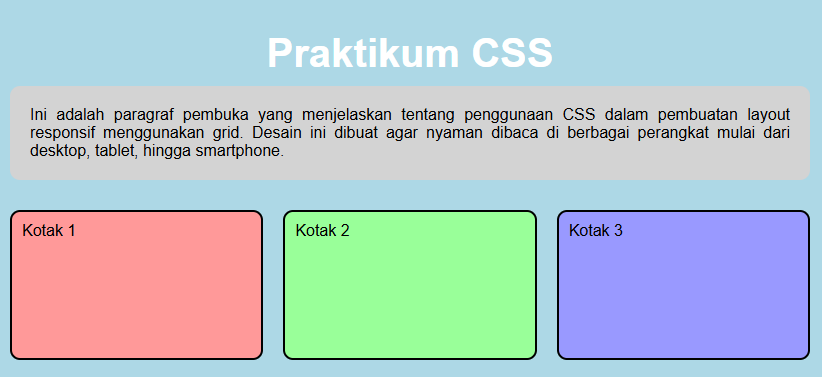 Praktikum CSS
Ini adalah paragraf pembuka yang menjelaskan tentang penggunaan CSS dalam pembuatan layout
responsif menggunakan grid. Desain ini dibuat agar nyaman dibaca di berbagai perangkat mulai dari
desktop, tablet, hingga smartphone.
Kotak 1
Kotak 2
Kotak 3